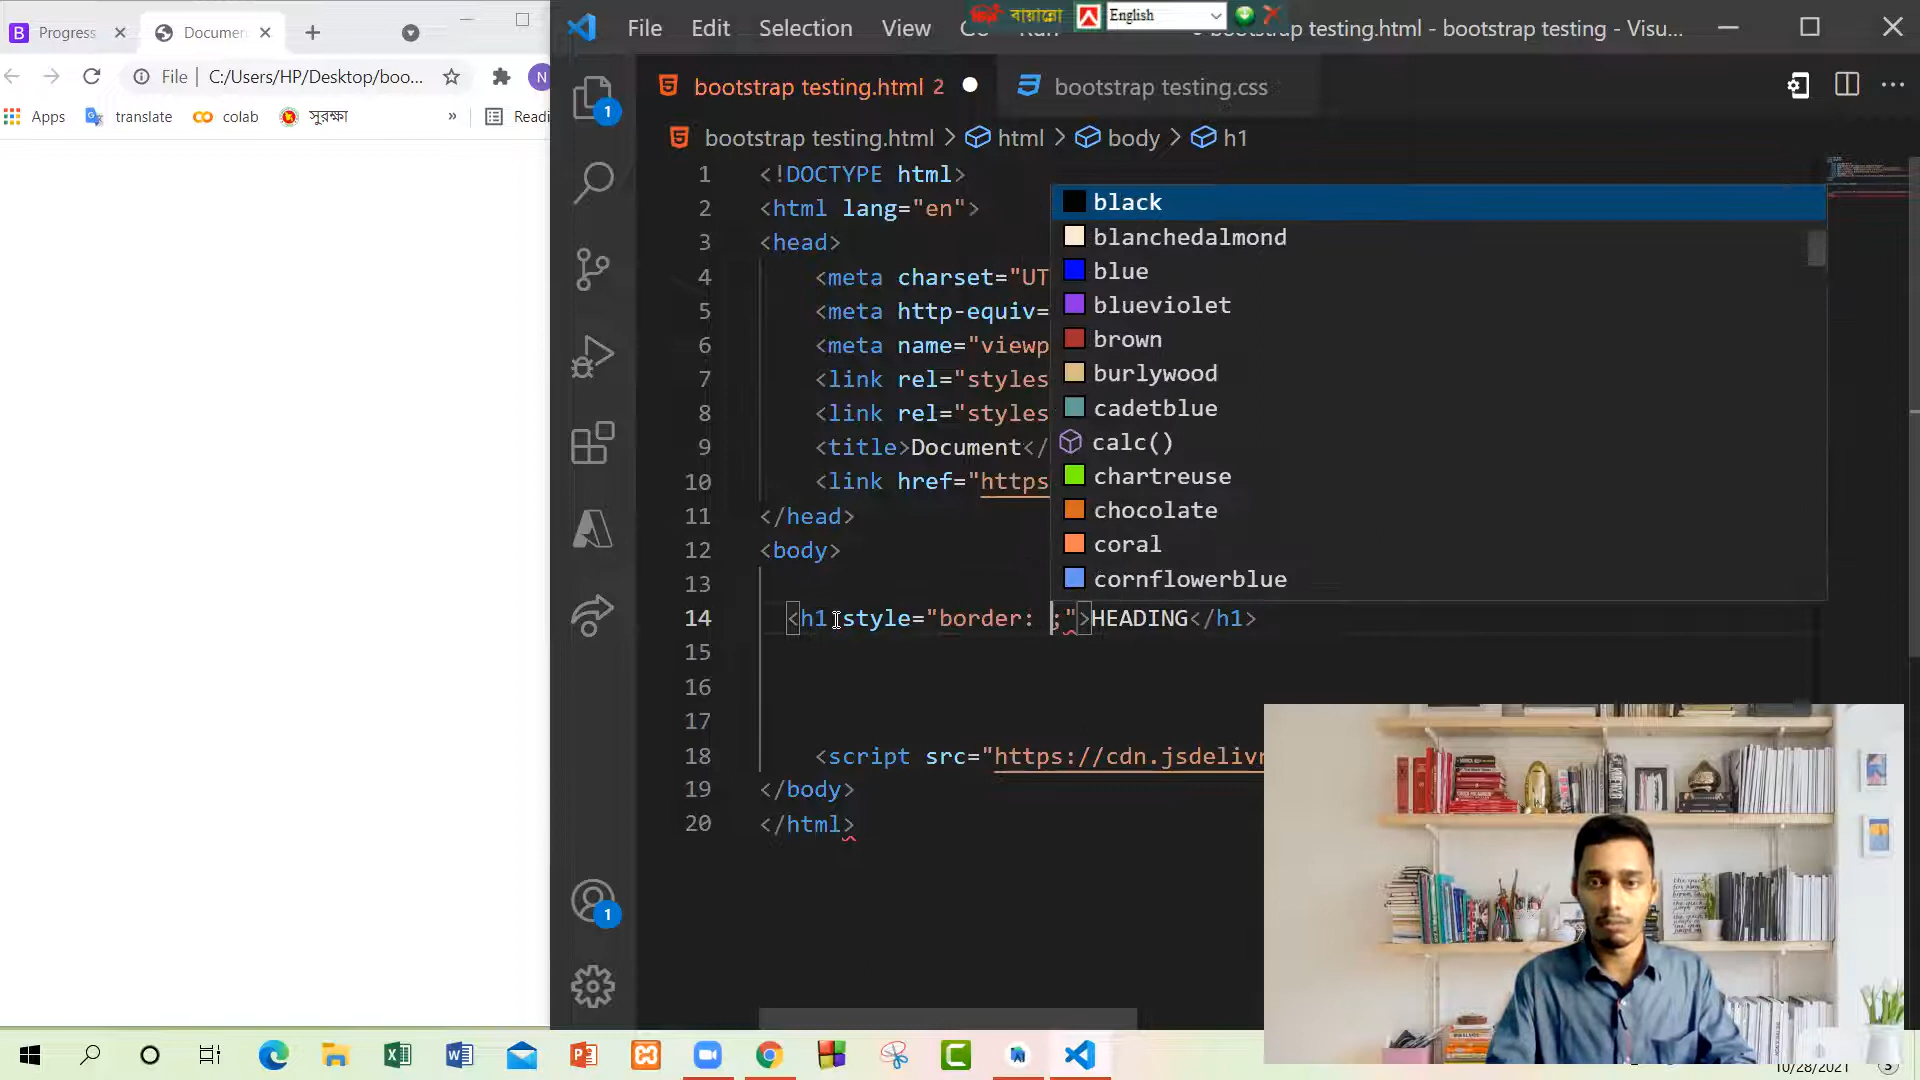 Progress
Documen
File C:/Users/HP/Desktop/boo...
N
Apps
translate
colab
সুরক্ষা
»
Readi
File Edit Selection View
English
bootstrap testing.html - bootstrap testing - Visu...
bootstrap testing.html 2
bootstrap testing.css
bootstrap testing.html > html > body > h1
1 <!DOCTYPE html>
2 <html lang="en">
3 <head>
4 <meta charset="UT
5 <meta http-equiv=
6 <meta name="viewp
7 <link rel="styles
8 <link rel="styles
9 <title>Document</
10 <link href="https
11 </head>
12 <body>
13
14 <h1 style="border: ;">HEADING</h1>
15
16
17
18 <script src="https://cdn.jsdelivr
19 </body>
20 </html>
black
blanchedalmond
blue
blueviolet
brown
burlywood
cadetblue
calc()
chartreuse
chocolate
coral
cornflowerblue
1
1
10/28/2021